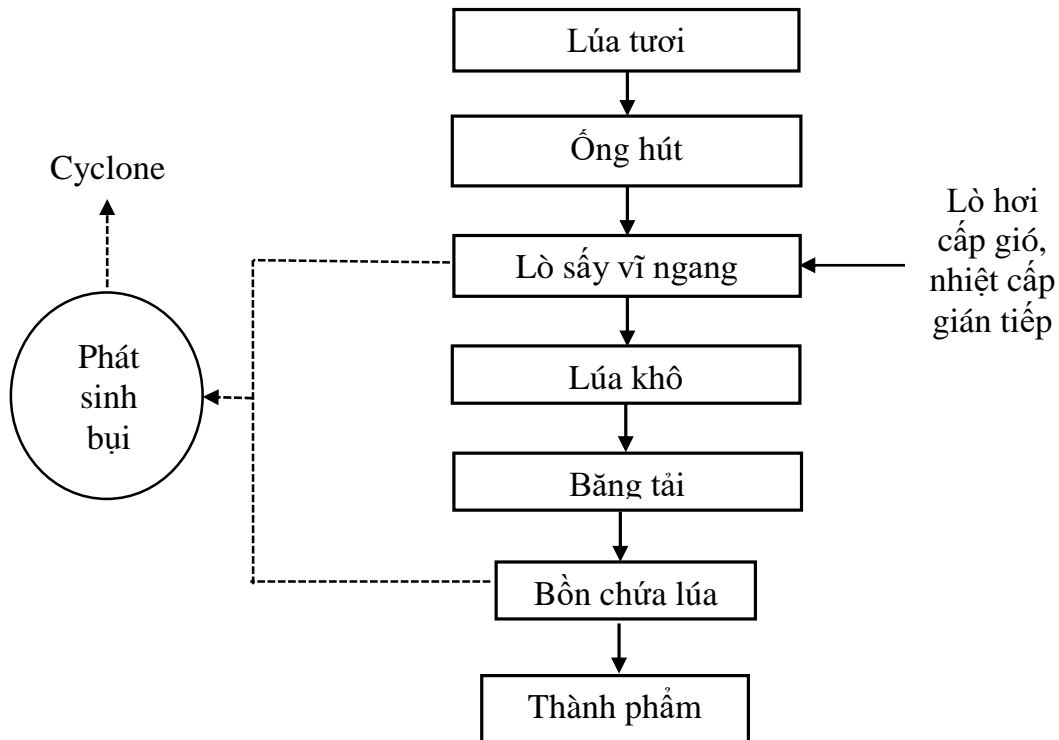 Lúa tươi
Ống hút
Cyclone
Lò hơi
cấp gió,
nhiệt cấp
gián tiếp
Lò sấy vĩ ngang
Phát
sinh
bụi
Lúa khô
Băng tải
Bồn chứa lúa
Thành phẩm